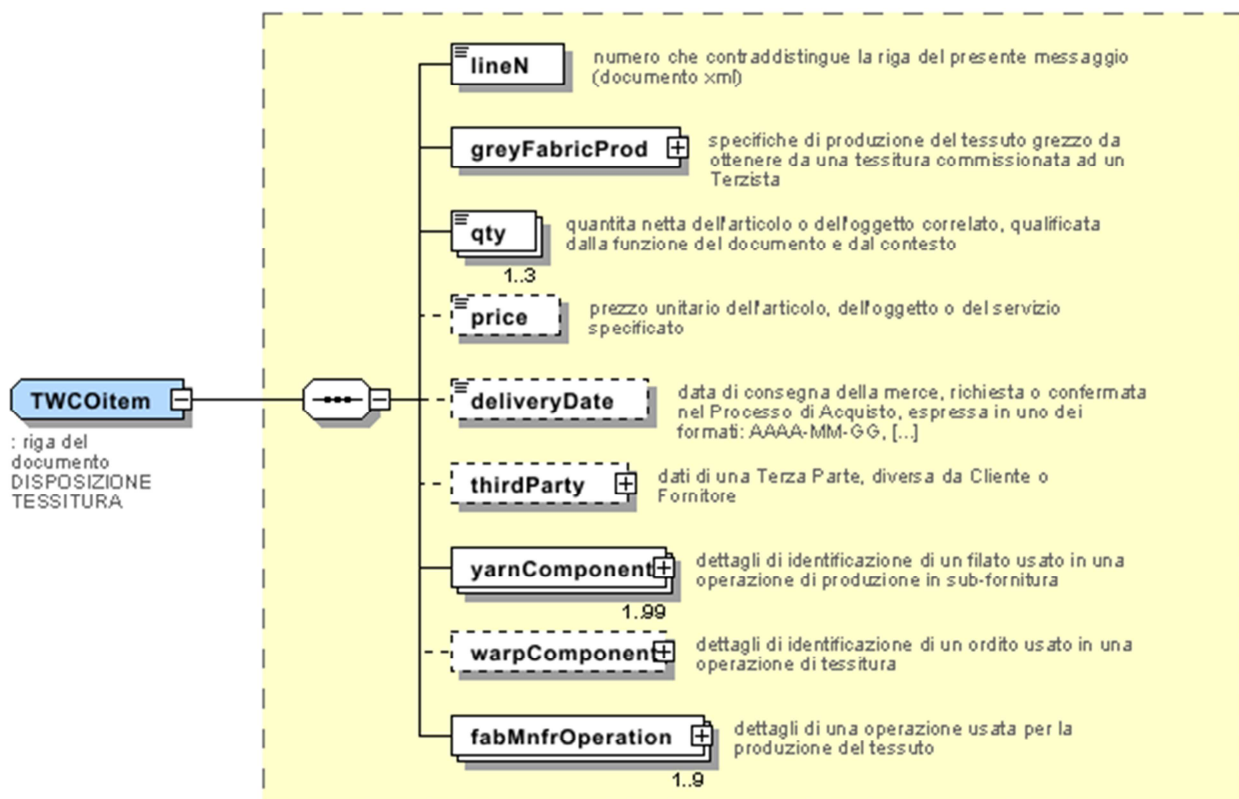 lineN
numero che contraddistingue la riga del presente messaggio
(documento xml)
greyFabricProd
specifiche di produzione del tessuto grezzo da
ottenere da una tessitura commissionata ad un
Terzista
qty
quantita netta dell'articolo o dell'oggetto correlato, qualificata
dalla funzione del documento e dal contesto
1..3
price
prezzo unitario dell'articolo, dell'oggetto o del servizio
specificato
TWCOitem
: riga del
documento
DISPOSIZIONE
TESSITURA
deliveryDate
data di consegna della merce, richiesta o confermata
nel Processo di Acquisto, espressa in uno dei
formati: AAAA-MM-GG, [...]
thirdParty
dati di una Terza Parte, diversa da Cliente o
Fornitore
yarnComponent
dettagli di identificazione di un filato usato in una
operazione di produzione in sub-fornitura
1..99
warpComponent
dettagli di identificazione di un ordito usato in una
operazione di tessitura
fabMnfrOperation
dettagli di una operazione usata per la
produzione del tessuto
1..9